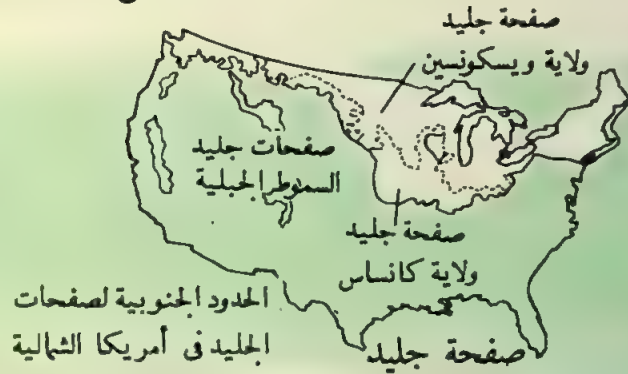 صفحة جليد
ولاية ويسكونسين
صفحات جليد
السموطر الجبلية
صفحة جليد
ولاية كانساس
الحدود الجنوبية لصفحات
الجليد فى أمريكا الشمالية
صفحة جليد